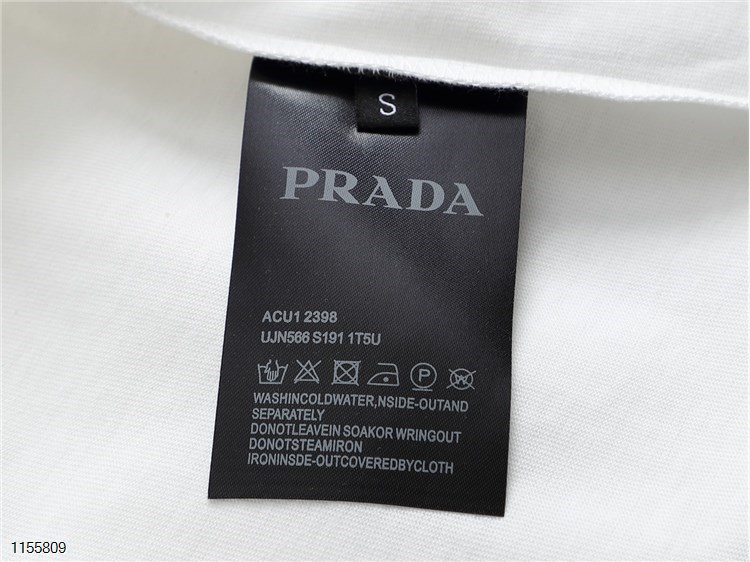 S
PRADA
ACU1 2398
UJN566 S191 1T5U
P
W
WASHINCOLDWATER,NSIDE-OUTAND
SEPARATELY
DONOTLEAVEIN SOAKOR WRINGOUT
DONOTSTEAMIRON
IRONINSDE-OUTCOVEREDBYCLOTH
1155809